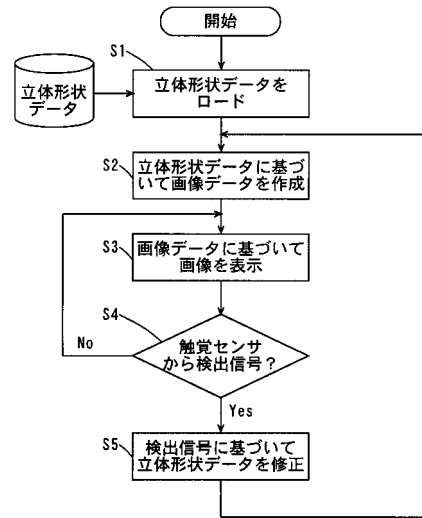 開始
S1
立体形状データを
ロード
立体形状
データ
S2
立体形状データに基づ
いて画像データを作成
S3
画像データに基づいて
画像を表示
S4
触覚センサ
から検出信号？
No
Yes
S5
検出信号に基づいて
立体形状データを修正